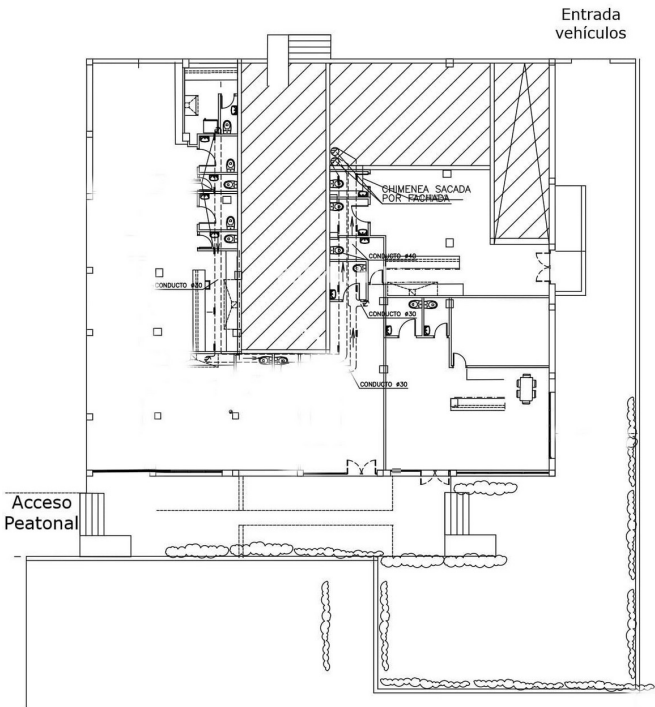 Entrada
vehículos
CHIMENEA SACADA
POR FACHADA
CONDUCTO ø40
CONDUCTO ø30
CONDUCTO ø30
CONDUCTO ø30
Acceso
Peatonal